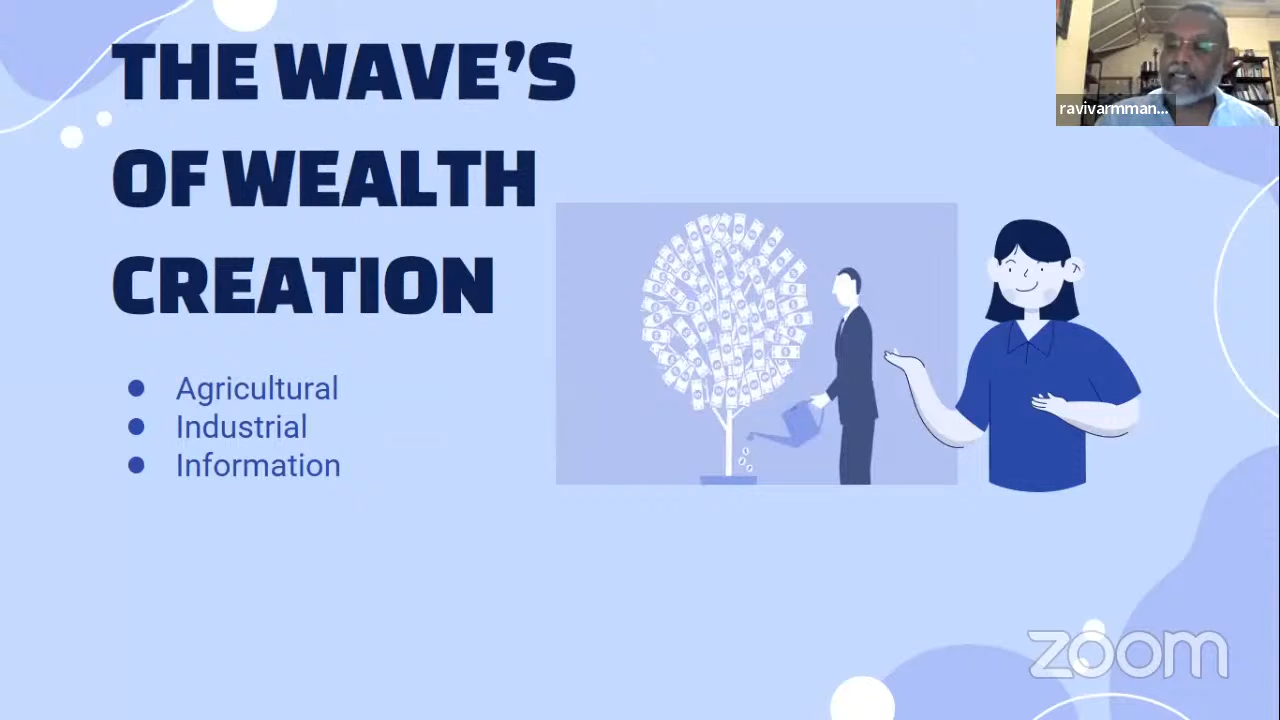 THE WAVE’S
OF WEALTH
CREATION
ravivarmman...
● Agricultural
● Industrial
● Information
zoom